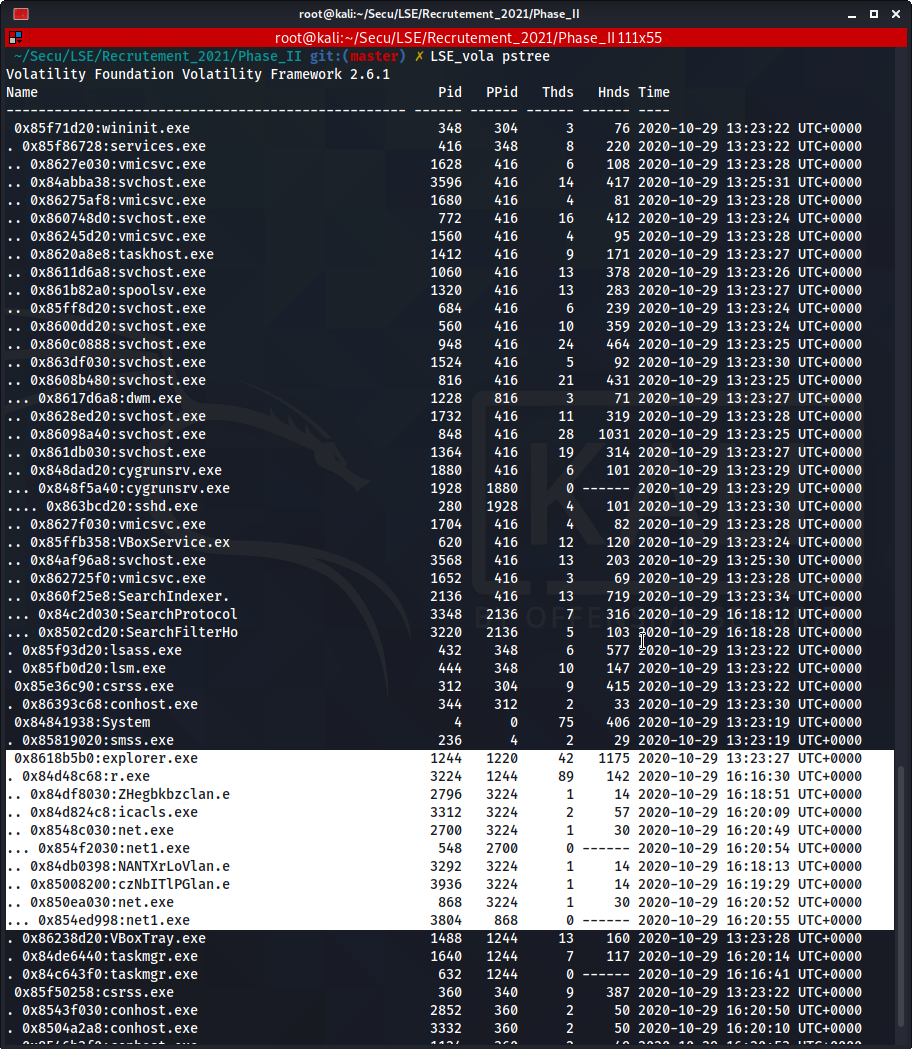 root@kali:~/Secu/LSE/Recrutement_2021/Phase_II
root@kali:~/Secu/LSE/Recrutement_2021/Phase_II 111x55
~/Secu/LSE/Recrutement_2021/Phase_II git:(master) ✗ LSE_vola pstree
Volatility Foundation Volatility Framework 2.6.1
Name Pid PPid Thds Hnds Time
-------------------------------------------------- ------ ------ ------ ------ ----
0x85f71d20:wininit.exe 348 304 3 76 2020-10-29 13:23:22 UTC+0000
. 0x85f86728:services.exe 416 348 8 220 2020-10-29 13:23:22 UTC+0000
.. 0x8627e030:vmicsvc.exe 1628 416 6 108 2020-10-29 13:23:28 UTC+0000
.. 0x84abba38:svchost.exe 3596 416 14 417 2020-10-29 13:25:31 UTC+0000
.. 0x86275af8:vmicsvc.exe 1680 416 4 81 2020-10-29 13:23:28 UTC+0000
.. 0x860748d0:svchost.exe 772 416 16 412 2020-10-29 13:23:24 UTC+0000
.. 0x86245d20:vmicsvc.exe 1560 416 4 95 2020-10-29 13:23:28 UTC+0000
.. 0x8620a8e8:taskhost.exe 1412 416 9 171 2020-10-29 13:23:27 UTC+0000
.. 0x8611d6a8:svchost.exe 1060 416 13 378 2020-10-29 13:23:26 UTC+0000
.. 0x861b82a0:spoolsv.exe 1320 416 13 283 2020-10-29 13:23:27 UTC+0000
.. 0x85ff8d20:svchost.exe 684 416 6 239 2020-10-29 13:23:24 UTC+0000
.. 0x8600dd20:svchost.exe 560 416 10 359 2020-10-29 13:23:24 UTC+0000
.. 0x860c0888:svchost.exe 948 416 24 464 2020-10-29 13:23:25 UTC+0000
.. 0x863df030:svchost.exe 1524 416 5 92 2020-10-29 13:23:30 UTC+0000
.. 0x8608b480:svchost.exe 816 416 21 431 2020-10-29 13:23:25 UTC+0000
... 0x8617d6a8:dwm.exe 1228 816 3 71 2020-10-29 13:23:27 UTC+0000
.. 0x8628ed20:svchost.exe 1732 416 11 319 2020-10-29 13:23:28 UTC+0000
.. 0x86098a40:svchost.exe 848 416 28 1031 2020-10-29 13:23:25 UTC+0000
.. 0x861db030:svchost.exe 1364 416 19 314 2020-10-29 13:23:27 UTC+0000
.. 0x848dad20:cygrunsrv.exe 1880 416 6 101 2020-10-29 13:23:29 UTC+0000
... 0x848f5a40:cygrunsrv.exe 1928 1880 0 ------ 2020-10-29 13:23:29 UTC+0000
.... 0x863bcd20:sshd.exe 280 1928 4 101 2020-10-29 13:23:30 UTC+0000
.. 0x8627f030:vmicsvc.exe 1704 416 4 82 2020-10-29 13:23:28 UTC+0000
.. 0x85ffb358:VBoxService.ex 620 416 12 120 2020-10-29 13:23:24 UTC+0000
.. 0x84af96a8:svchost.exe 3568 416 13 203 2020-10-29 13:25:30 UTC+0000
.. 0x862725f0:vmicsvc.exe 1652 416 3 69 2020-10-29 13:23:28 UTC+0000
.. 0x860f25e8:SearchIndexer. 2136 416 13 719 2020-10-29 13:23:34 UTC+0000
... 0x84c2d030:SearchProtocol 3348 2136 7 316 2020-10-29 16:18:12 UTC+0000
... 0x8502cd20:SearchFilterHo 3220 2136 5 103 2020-10-29 16:18:28 UTC+0000
. 0x85f93d20:lsass.exe 432 348 6 577 2020-10-29 13:23:22 UTC+0000
. 0x85fb0d20:lsm.exe 444 348 10 147 2020-10-29 13:23:22 UTC+0000
0x85e36c90:csrss.exe 312 304 9 415 2020-10-29 13:23:22 UTC+0000
. 0x86393c68:conhost.exe 344 312 2 33 2020-10-29 13:23:30 UTC+0000
0x84841938:System 4 0 75 406 2020-10-29 13:23:19 UTC+0000
. 0x85819020:smss.exe 236 4 2 29 2020-10-29 13:23:19 UTC+0000
0x8618b5b0:explorer.exe 1244 1220 42 1175 2020-10-29 13:23:27 UTC+0000
. 0x84d48c68:r.exe 3224 1244 89 142 2020-10-29 16:16:30 UTC+0000
.. 0x84df8030:ZHegbkbzclan.e 2796 3224 1 14 2020-10-29 16:18:51 UTC+0000
.. 0x84d824c8:icacls.exe 3312 3224 2 57 2020-10-29 16:20:09 UTC+0000
.. 0x8548c030:net.exe 2700 3224 1 30 2020-10-29 16:20:49 UTC+0000
... 0x854f2030:net1.exe 548 2700 0 ------ 2020-10-29 16:20:54 UTC+0000
.. 0x84db0398:NANTXrLoVlan.e 3292 3224 1 14 2020-10-29 16:18:13 UTC+0000
.. 0x85008200:czNbITlPGlan.e 3936 3224 1 14 2020-10-29 16:19:29 UTC+0000
.. 0x850ea030:net.exe 868 3224 1 30 2020-10-29 16:20:52 UTC+0000
... 0x854ed998:net1.exe 3804 868 0 ------ 2020-10-29 16:20:55 UTC+0000
. 0x86238d20:VBoxTray.exe 1488 1244 13 160 2020-10-29 13:23:28 UTC+0000
. 0x84de6440:taskmgr.exe 1640 1244 7 117 2020-10-29 16:20:14 UTC+0000
. 0x84c643f0:taskmgr.exe 632 1244 0 ------ 2020-10-29 16:16:41 UTC+0000
0x85f50258:csrss.exe 360 340 9 387 2020-10-29 13:23:22 UTC+0000
. 0x8543f030:conhost.exe 2852 360 2 50 2020-10-29 16:20:50 UTC+0000
. 0x8504a2a8:conhost.exe 3332 360 2 50 2020-10-29 16:20:10 UTC+0000